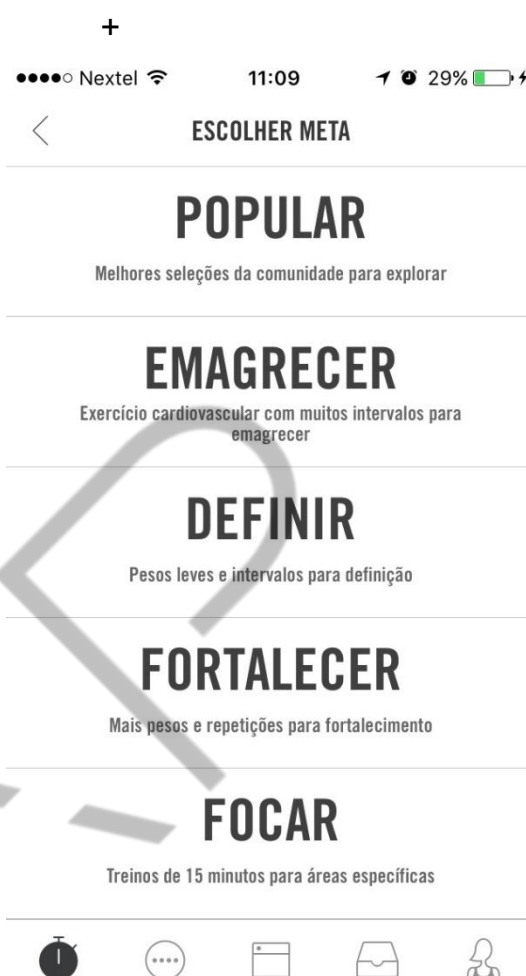 +
Nextel 11:09 29%
ESCOLHER META
POPULAR
Melhores seleções da comunidade para explorar
EMAGRECER
Exercício cardiovascular com muitos intervalos para
emagrecer
DEFINIR
Pesos leves e intervalos para definição
FORTALECER
Mais pesos e repetições para fortalecimento
FOCAR
Treinos de 15 minutos para áreas específicas